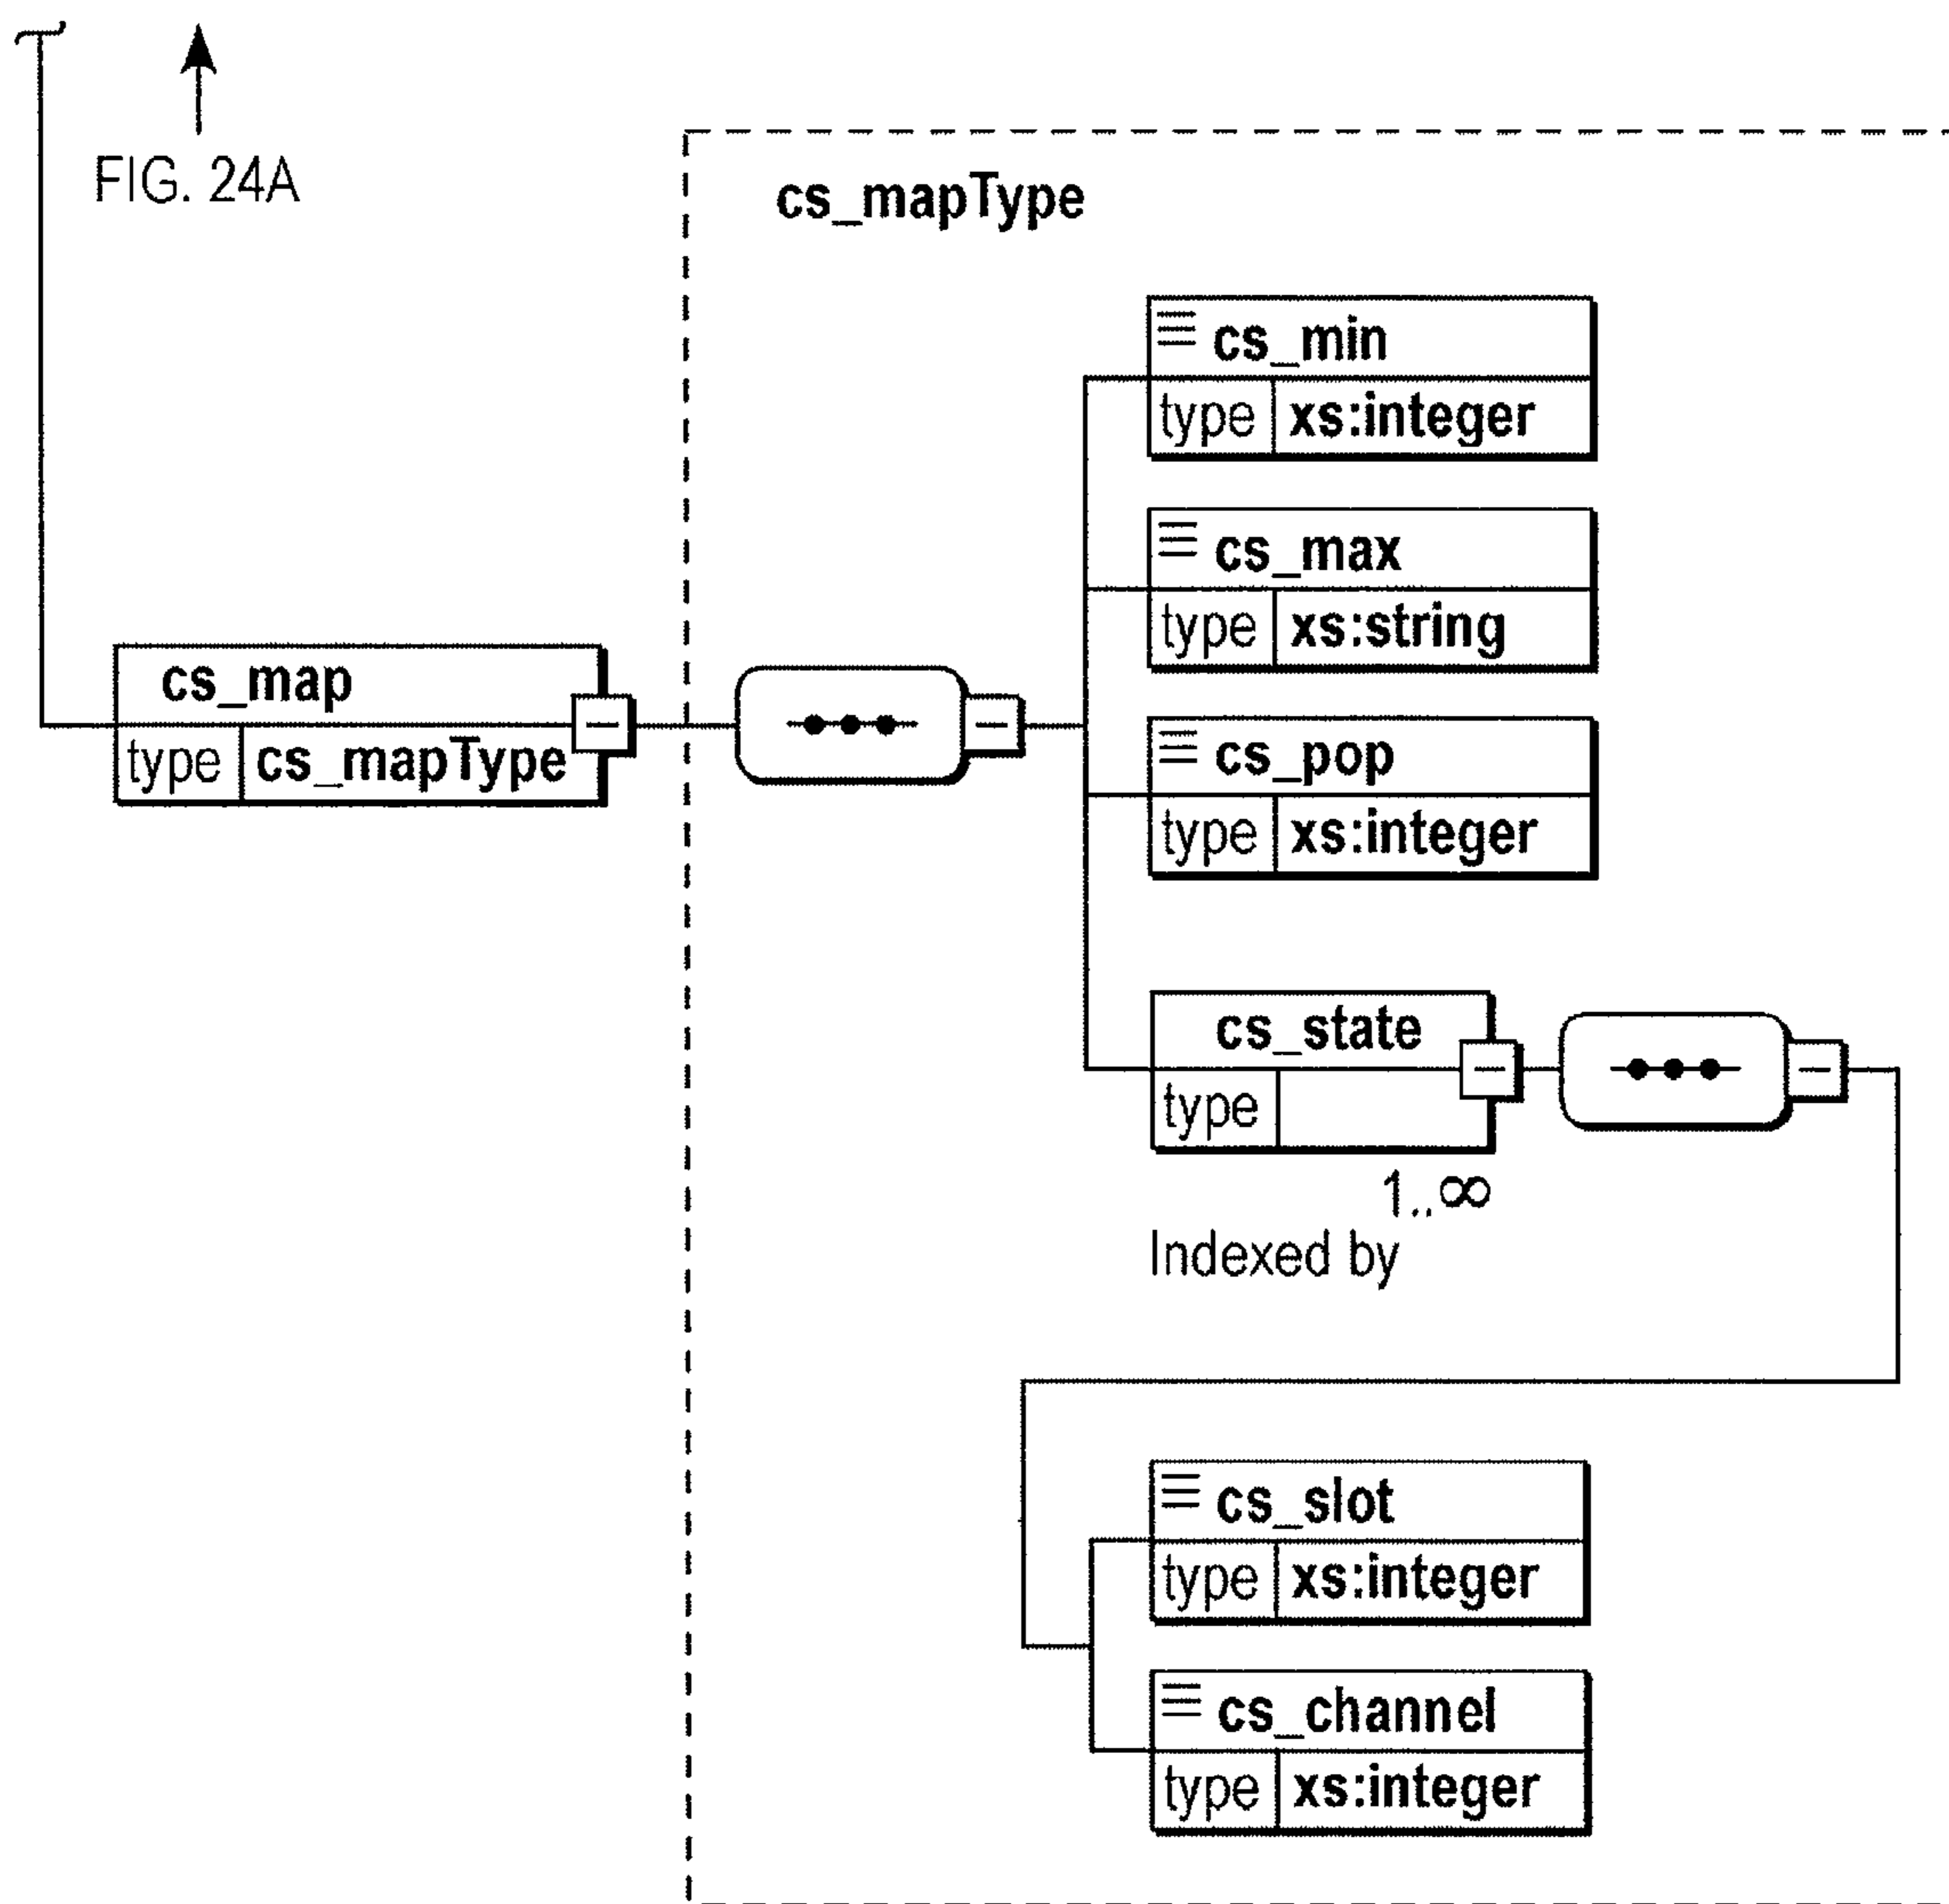 FIG. 24A
cs_mapType
cs_min
type xs:integer
cs_max
type xs:string
cs_map
type cs_mapType
cs_pop
type xs:integer
cs_state
type
1..∞
Indexed by
cs_slot
type xs:integer
cs_channel
type xs:integer